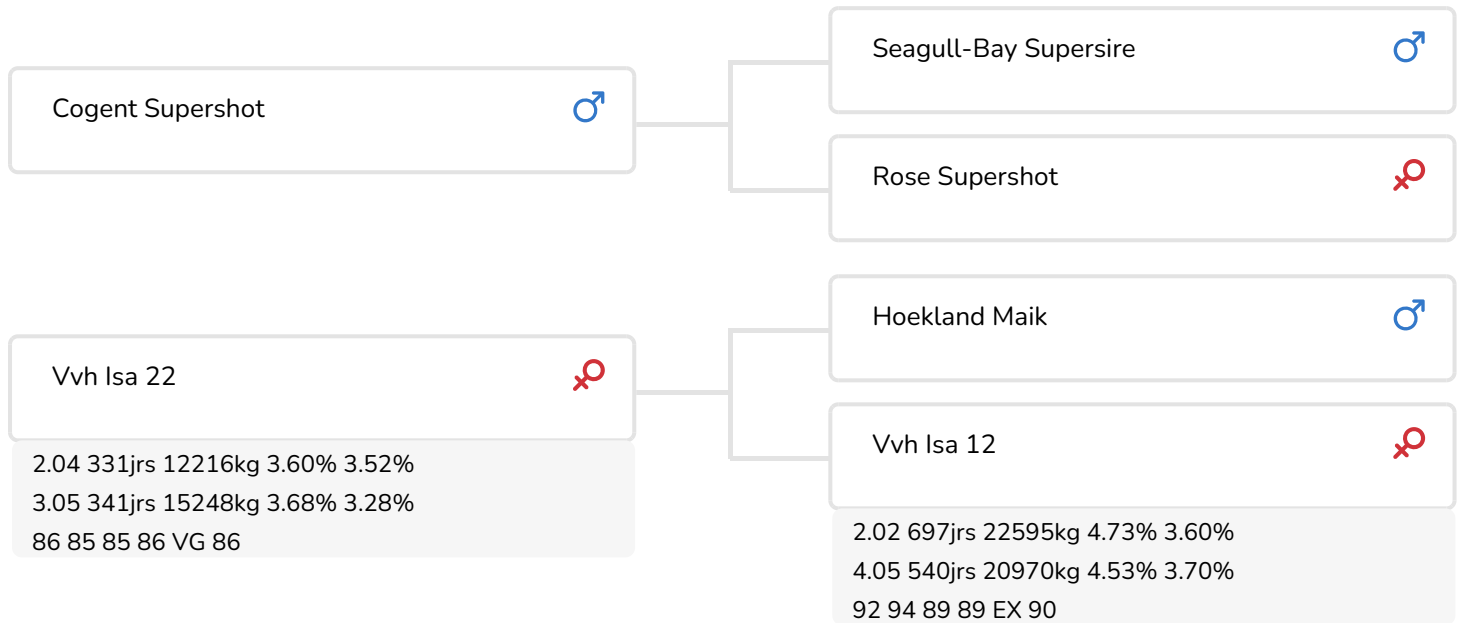 Cogent Supershot
Seagull-Bay Supersire
Rose Supershot
Vvh Isa 22
2.04 331jrs 12216kg 3.60% 3.52%
3.05 341jrs 15248kg 3.68% 3.28%
86 85 85 86 VG 86
Hoekland Maik
Vvh Isa 12
2.02 697jrs 22595kg 4.73% 3.60%
4.05 540jrs 20970kg 4.53% 3.70%
92 94 89 89 EX 90